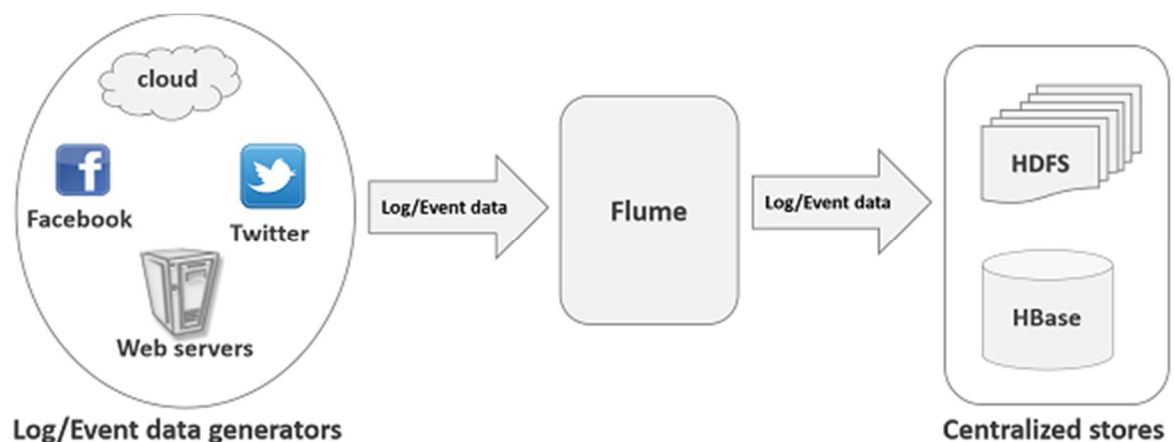 cloud
Facebook
Twitter
Web servers
Log/Event data generators
Log/Event data
Flume
Log/Event data
HDFS
HBase
Centralized stores